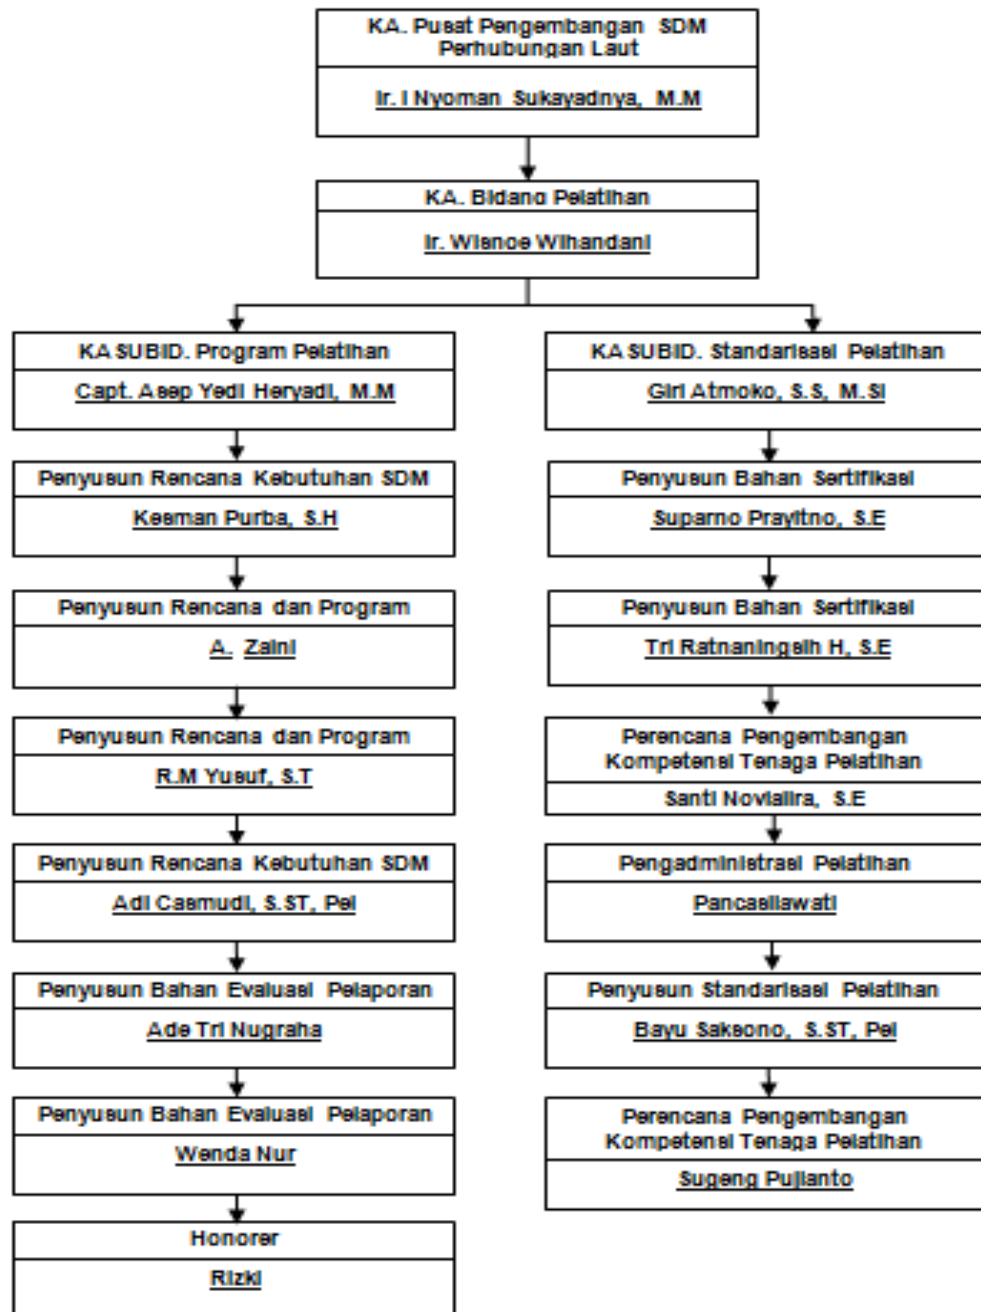 KA. Pusat Pengembangan SDM
Perhubungan Laut
Ir. I Nyoman Sukayadnya, M.M
KA. Bidang Pelatihan
Ir. Wisnoe Wihandani
KA SUBID. Program Pelatihan
Capt. Asep Yedi Heryadi, M.M
Penyusun Rencana Kebutuhan SDM
Kesman Purba, S.H
Penyusun Rencana dan Program
A. Zaini
Penyusun Rencana dan Program
R.M Yusuf, S.T
Penyusun Rencana Kebutuhan SDM
Adi Casmudi, S.ST, Pel
Penyusun Bahan Evaluasi Pelaporan
Ade Tri Nugraha
Penyusun Bahan Evaluasi Pelaporan
Wenda Nur
Honorer
Rizki
KA SUBID. Standarisasi Pelatihan
Giri Atmoko, S.S, M.Si
Penyusun Bahan Sertifikasi
Suparno Prayitno, S.E
Penyusun Bahan Sertifikasi
Tri Ratnaningsih H, S.E
Perencana Pengembangan
Kompetensi Tenaga Pelatihan
Santi Novialira, S.E
Pengadministrasi Pelatihan
Pancasilawati
Penyusun Standarisasi Pelatihan
Bayu Saksono, S.ST, Pel
Perencana Pengembangan
Kompetensi Tenaga Pelatihan
Sugeng Pujianto